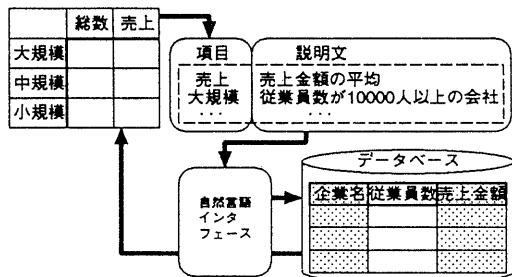 総数 売上
大規模
中規模
小規模
項目 説明文
売上 売上金額の平均
大規模 従業員数が10000人以上の会社
... ...
自然言語
インタ
フェース
データベース
企業名 従業員数 売上金額